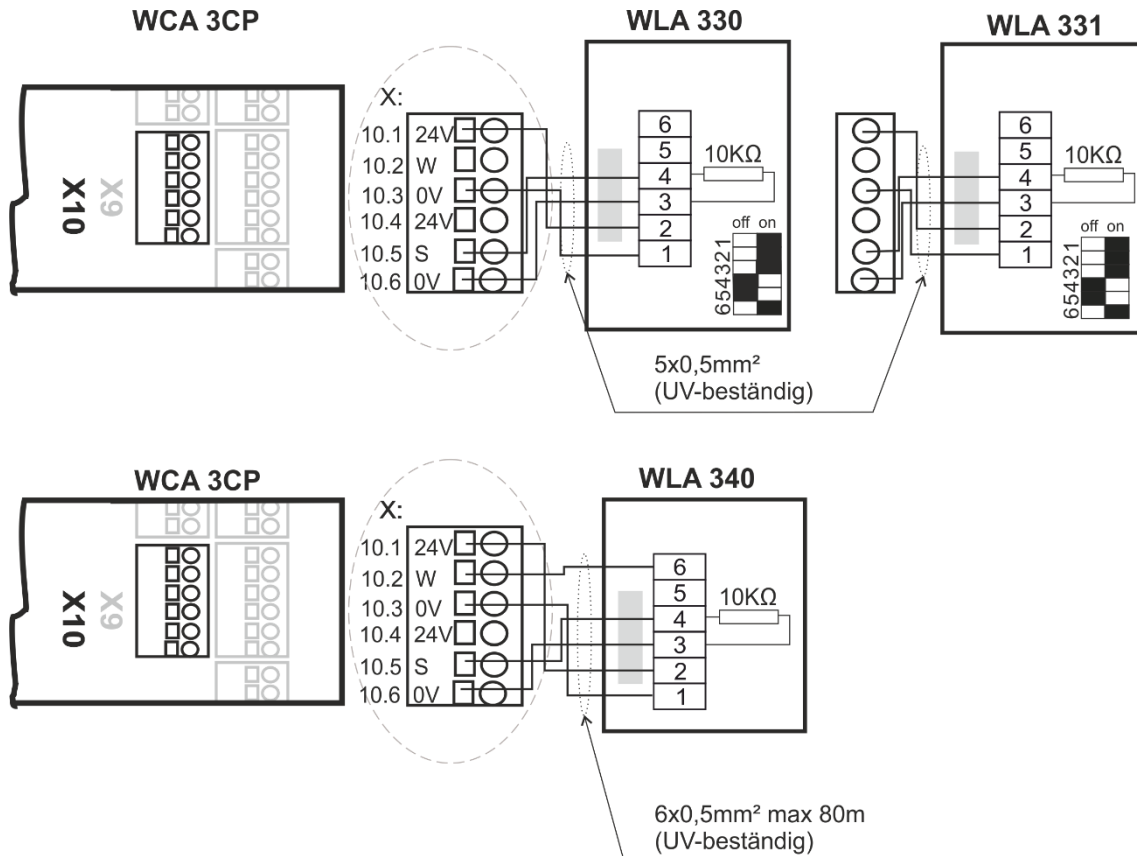 WCA 3CP
WLA 330
WLA 331
X10
X9
X:
10.1 24V
10.2 W
10.3 0V
10.4 24V
10.5 S
10.6 0V
6
5
4
3
2
1
10KΩ
off on
654321
6
5
4
3
2
1
10KΩ
off on
654321
5x0,5mm²
(UV-beständig)
WCA 3CP
WLA 340
X10
X9
X:
10.1 24V
10.2 W
10.3 0V
10.4 24V
10.5 S
10.6 0V
6
5
4
3
2
1
10KΩ
6x0,5mm² max 80m
(UV-beständig)